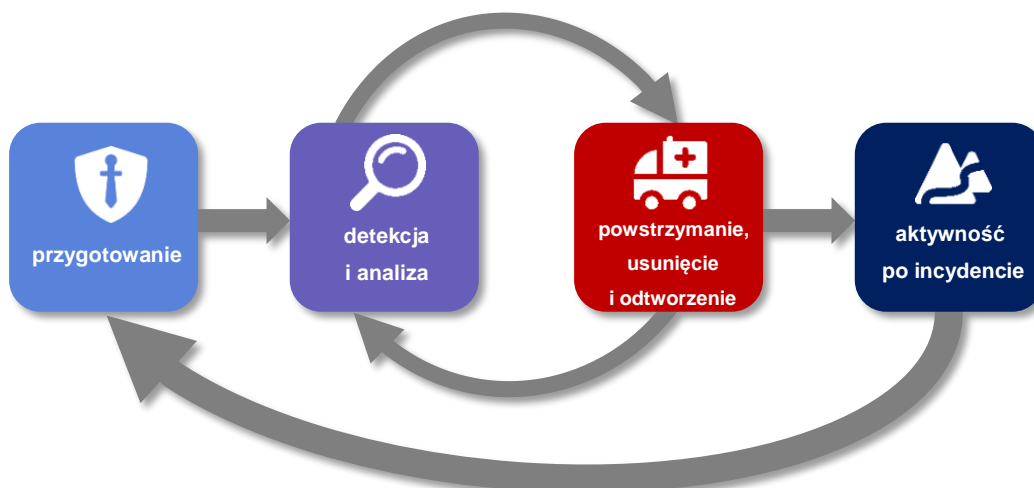 przygotowanie
detekcja
i analiza
powstrzymanie,
usunięcie
i odtworzenie
aktywność
po incydencie